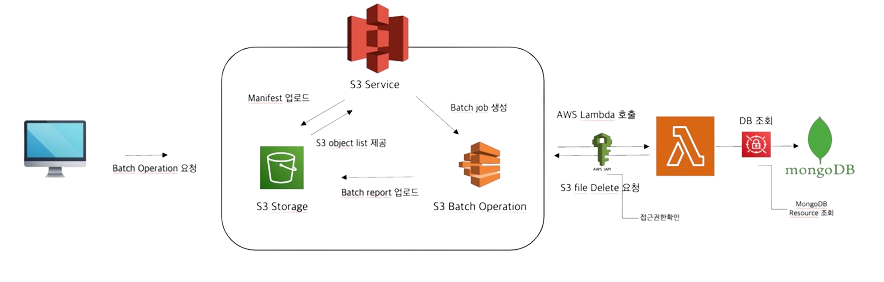 S3 Service
Manifest 업로드
Batch job 생성
S3 object list 제공
Batch Operation 요청
Batch report 업로드
S3 Storage
S3 Batch Operation
AWS Lambda 호출
AWS IAM
S3 file Delete 요청
접근권한확인
DB 조회
mongoDB
MongoDB
Resource 조회